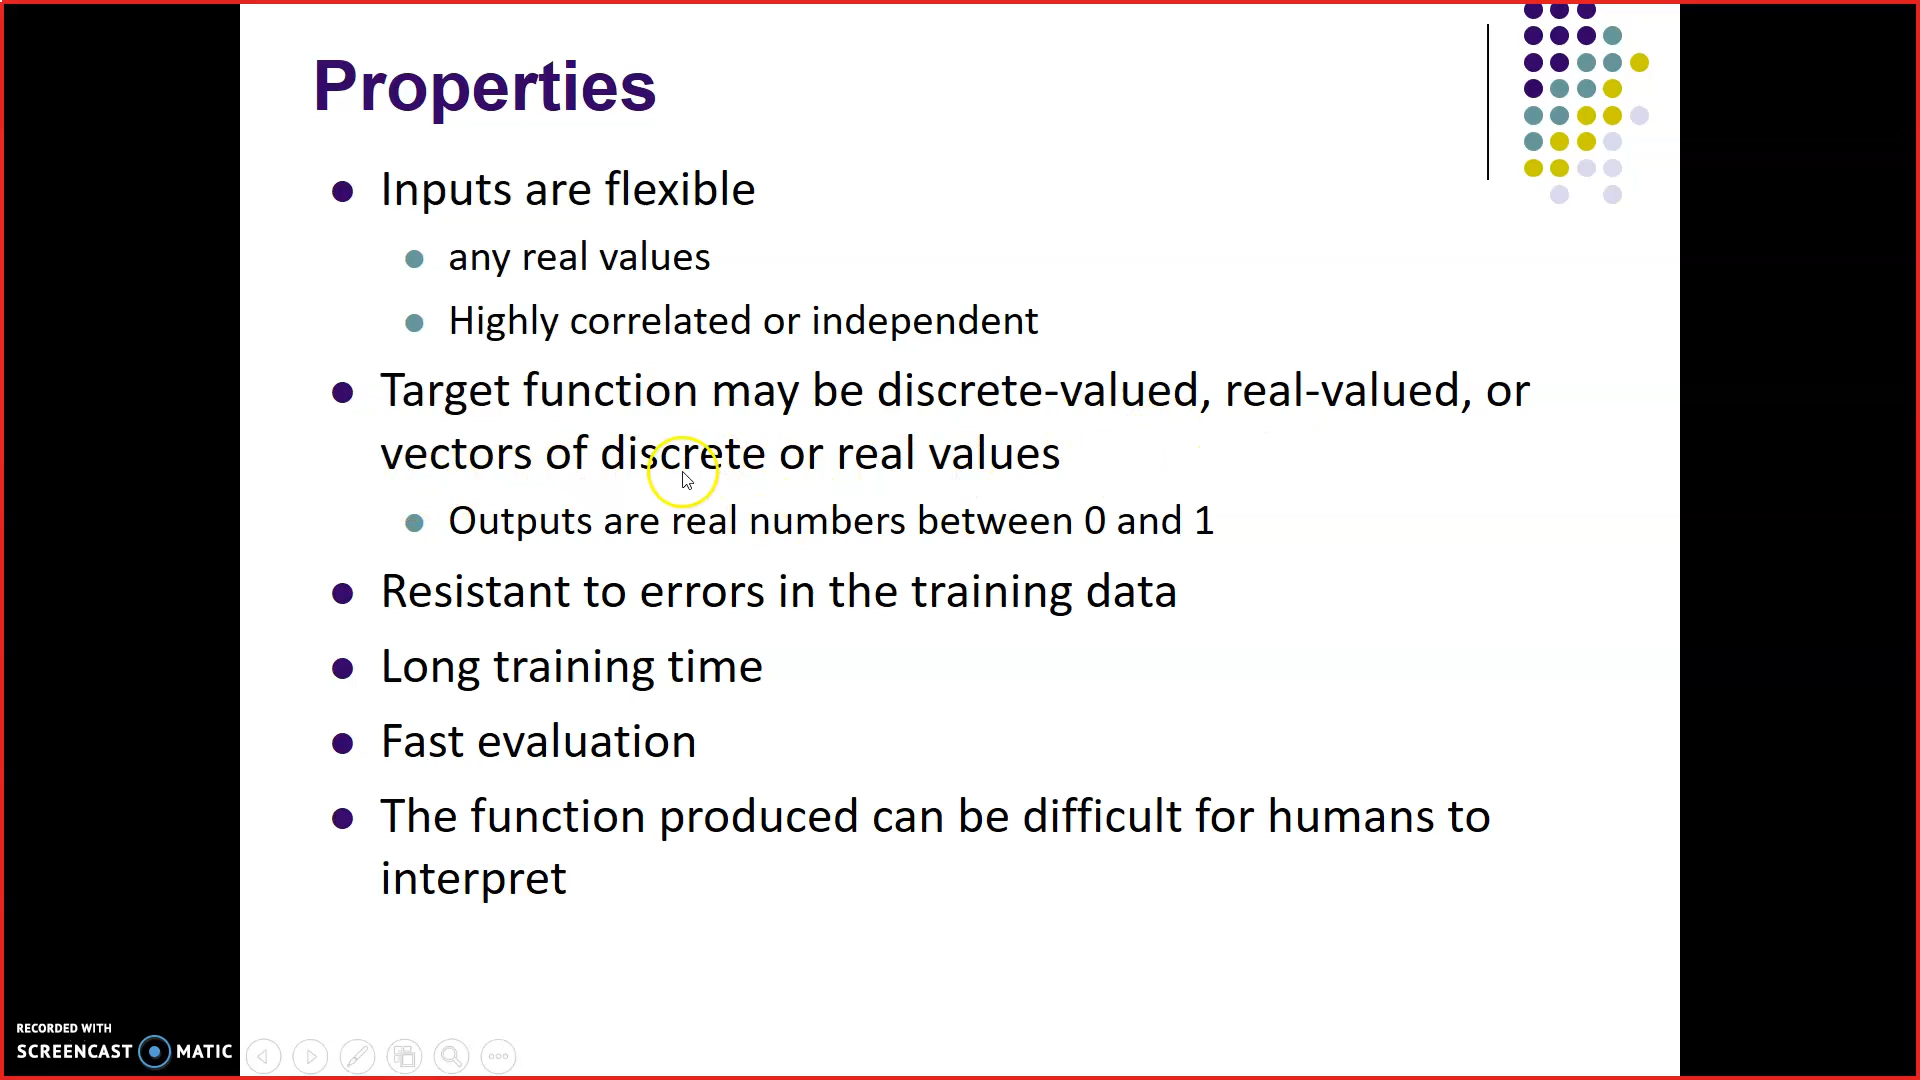 Properties
Inputs are flexible
any real values
Highly correlated or independent
Target function may be discrete-valued, real-valued, or
vectors of discrete or real values
Outputs are real numbers between 0 and 1
Resistant to errors in the training data
Long training time
Fast evaluation
The function produced can be difficult for humans to
interpret
RECORDED WITH
SCREENCAST MATIC